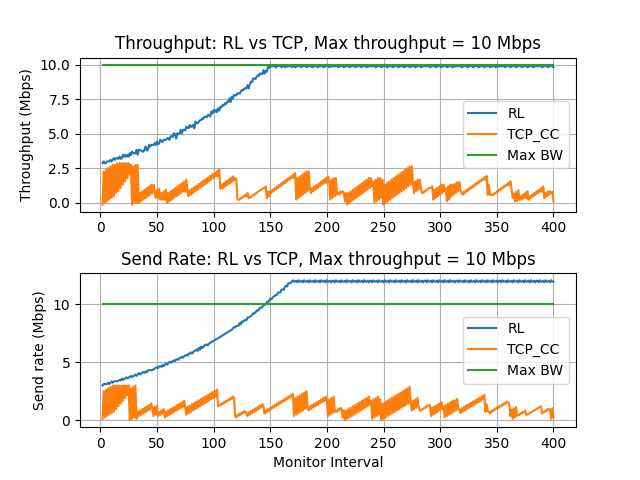 Throughput: RL vs TCP, Max throughput = 10 Mbps
Throughput (Mbps)
10.0
7.5
5.0
2.5
0.0
RL
TCP_CC
Max BW
0 50 100 150 200 250 300 350 400
Send Rate: RL vs TCP, Max throughput = 10 Mbps
Send rate (Mbps)
10
5
0
RL
TCP_CC
Max BW
0 50 100 150 200 250 300 350 400
Monitor Interval